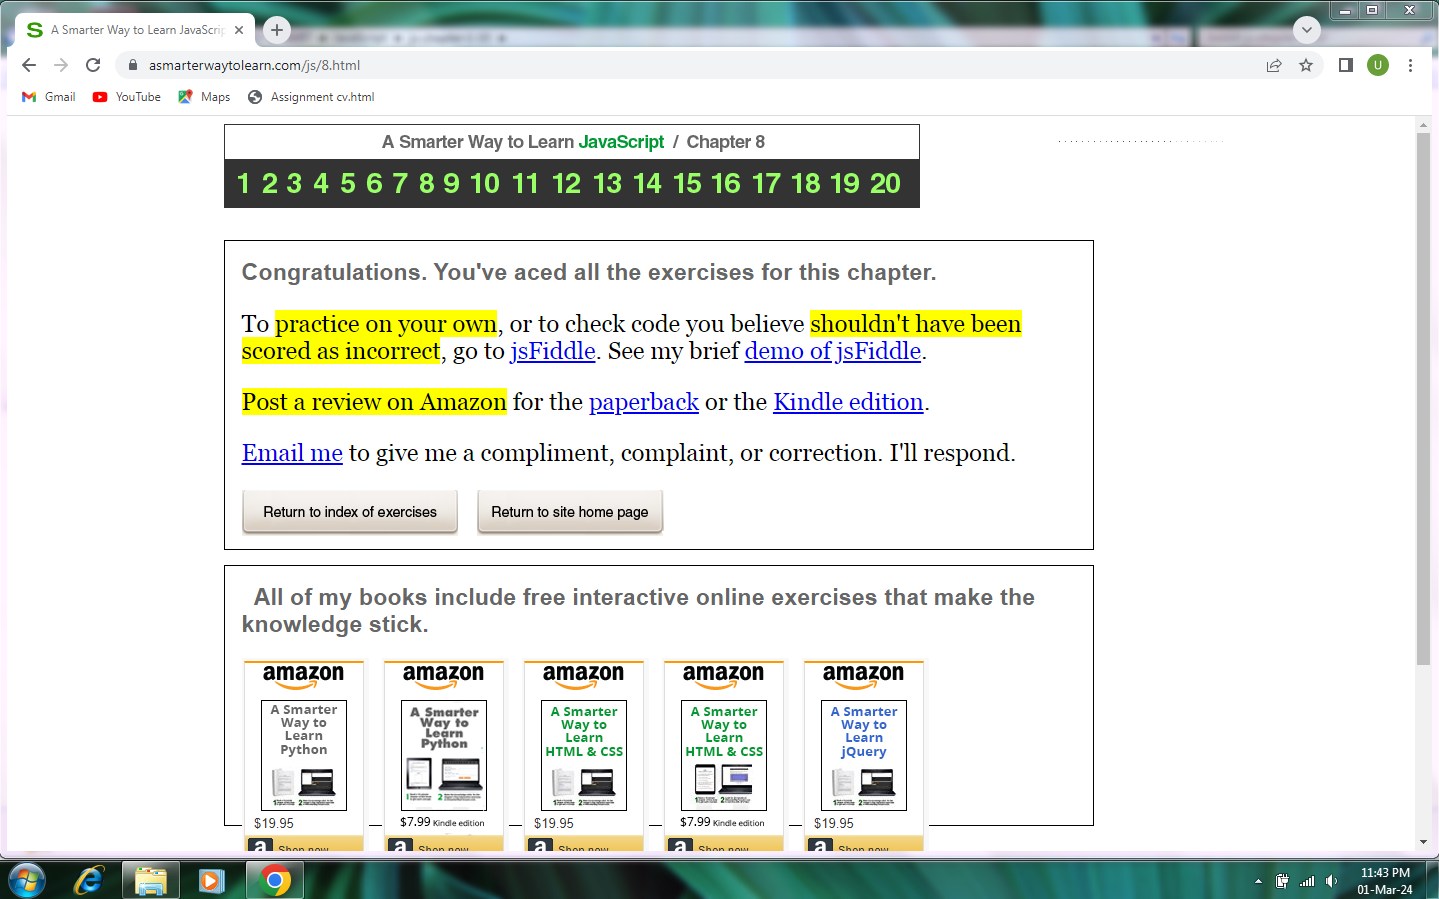 A Smarter Way to Learn JavaScrip
asmarterwaytolearn.com/js/8.html
U
Gmail YouTube Maps Assignment cv.html
A Smarter Way to Learn JavaScript / Chapter 8
1 2 3 4 5 6 7 8 9 10 11 12 13 14 15 16 17 18 19 20
Congratulations. You've aced all the exercises for this chapter.
To practice on your own, or to check code you believe shouldn't have been
scored as incorrect, go to jsFiddle. See my brief demo of jsFiddle.
Post a review on Amazon for the paperback or the Kindle edition.
Email me to give me a compliment, complaint, or correction. I'll respond.
Return to index of exercises Return to site home page
All of my books include free interactive online exercises that make the
knowledge stick.
amazon amazon amazon amazon amazon
A Smarter A Smarter A Smarter A Smarter A Smarter
Way to Way to Way to Way to Way to
Learn Learn Learn Learn Learn
Python Python HTML & CSS HTML & CSS jQuery
$19.95 $7.99 Kindle edition $19.95 $7.99 Kindle edition $19.95
a Shop now a Shop now a Shop now a Shop now a Shop now
11:43 PM
01-Mar-24